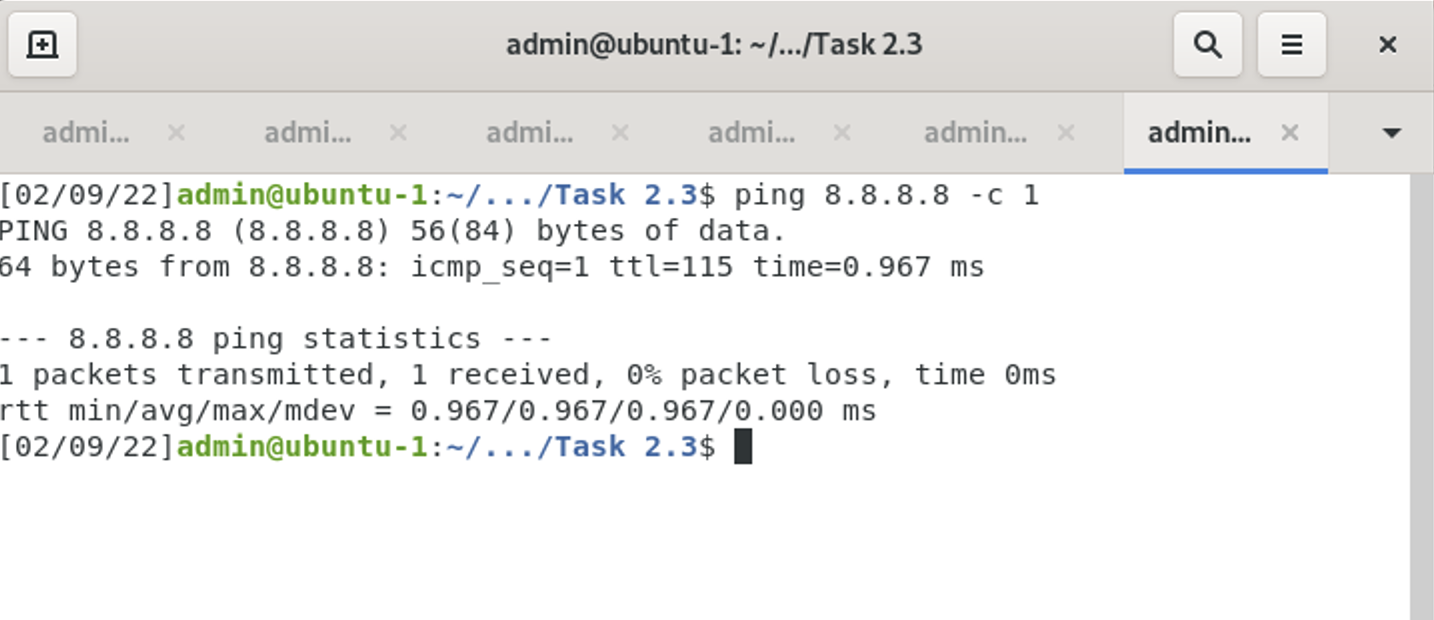 admin@ubuntu-1: ~/.../Task 2.3
admi... admi... admi... admi... admin... admin...
[02/09/22]admin@ubuntu-1:~/.../Task 2.3$ ping 8.8.8.8 -c 1
PING 8.8.8.8 (8.8.8.8) 56(84) bytes of data.
64 bytes from 8.8.8.8: icmp_seq=1 ttl=115 time=0.967 ms
--- 8.8.8.8 ping statistics ---
1 packets transmitted, 1 received, 0% packet loss, time 0ms
rtt min/avg/max/mdev = 0.967/0.967/0.967/0.000 ms
[02/09/22]admin@ubuntu-1:~/.../Task 2.3$